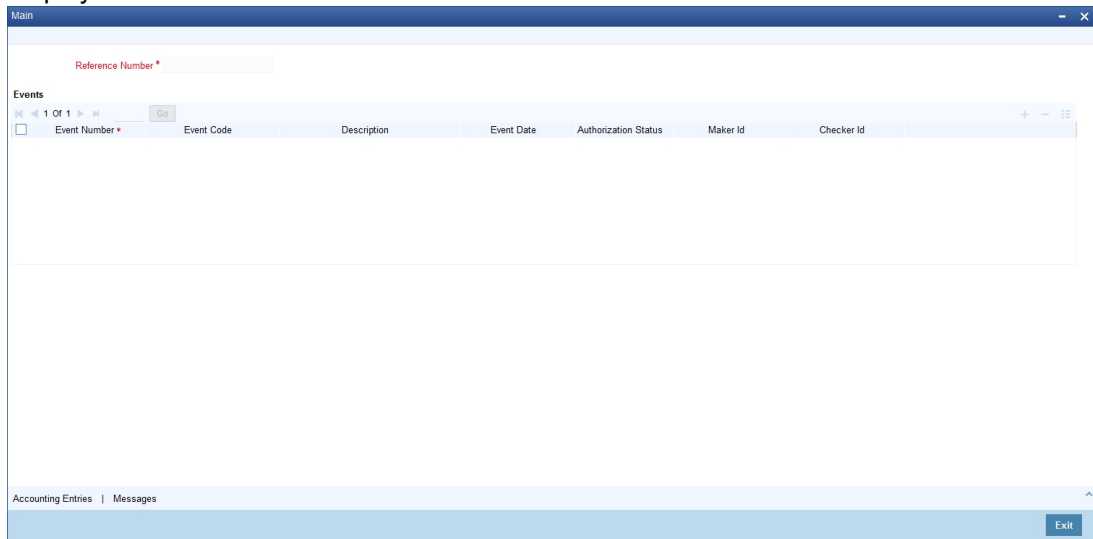 Main
Reference Number *
Events
1 Of 1 Go
Event Number * Event Code Description Event Date Authorization Status Maker Id Checker Id
Accounting Entries | Messages
Exit